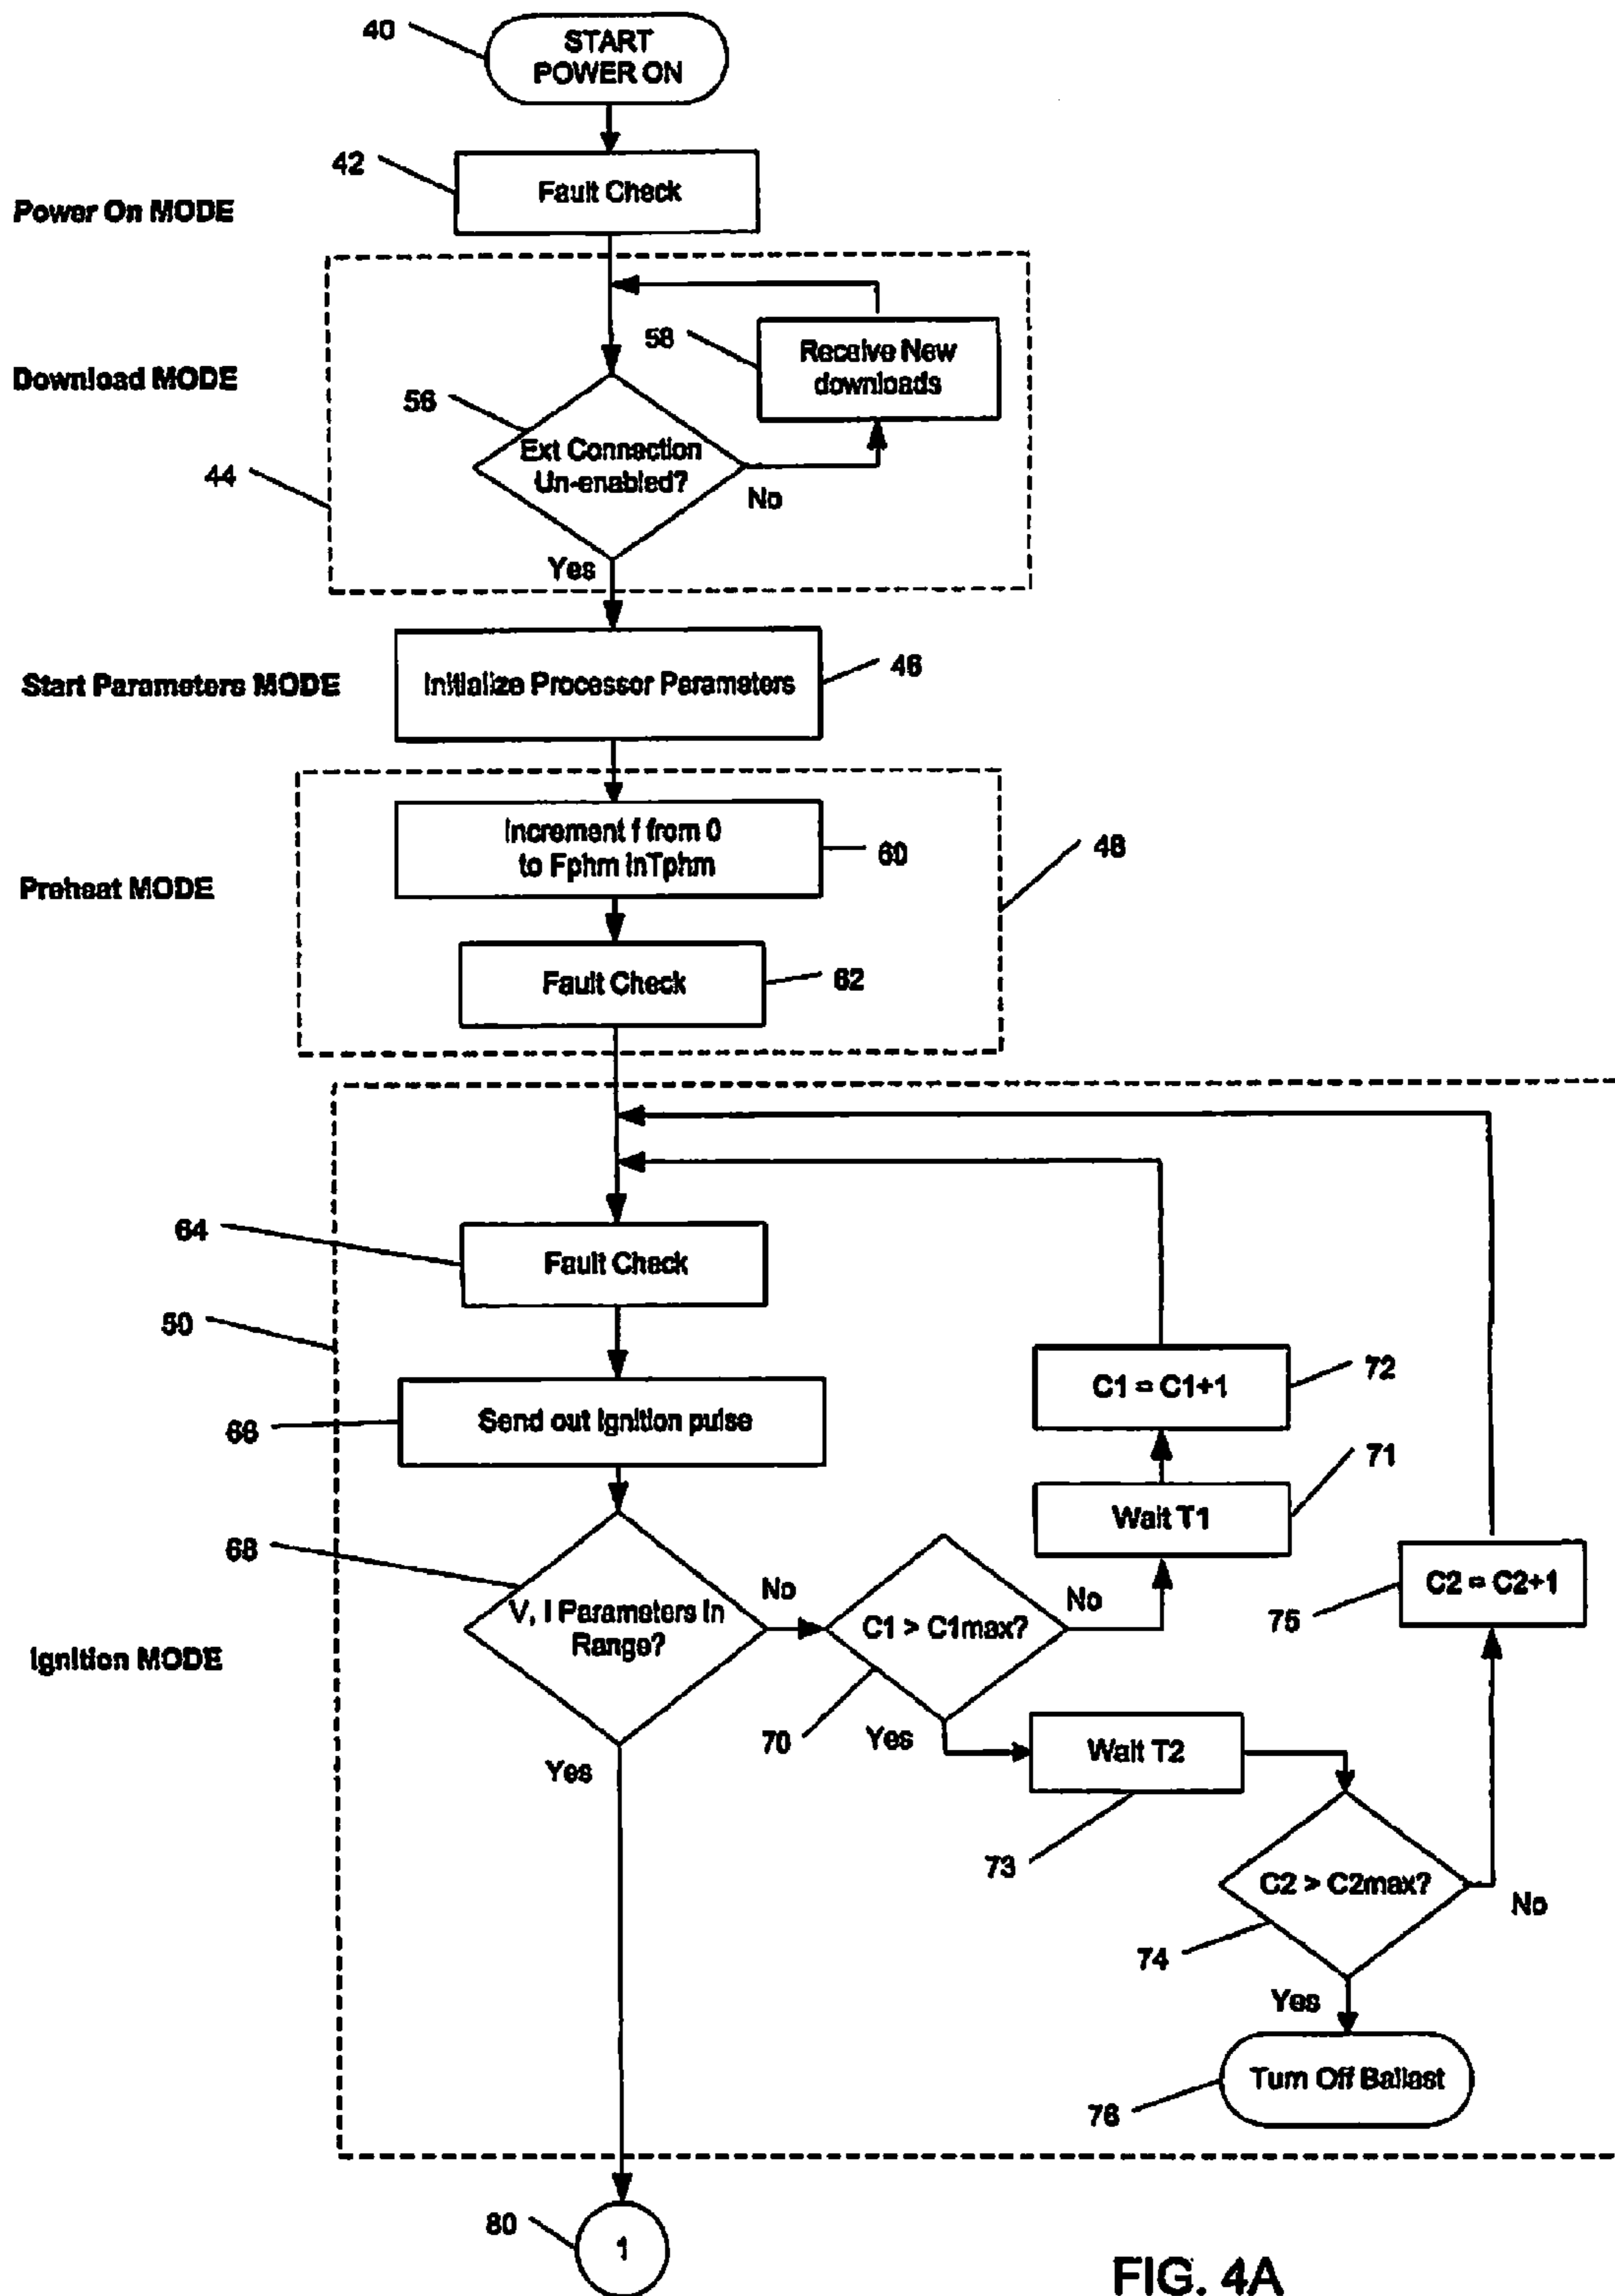 40
START
POWER ON
42
Fault Check
Power On MODE
58
Receive New
downloads
Download MODE
56
Ext Connection
Un-enabled?
No
44
Yes
46
Start Parameters MODE
Initialize Processor Parameters
Increment f from 0
to Fphm inTphm
60
48
Preheat MODE
Fault Check
62
64
Fault Check
50
C1 = C1+1
72
66
Send out ignition pulse
71
Wait T1
68
V, I Parameters in
Range?
No
C1 > C1max?
No
C2 = C2+1
75
Ignition MODE
70
Yes
Wait T2
Yes
73
C2 > C2max?
No
74
Yes
Turn Off Ballast
76
80
1
FIG. 4A